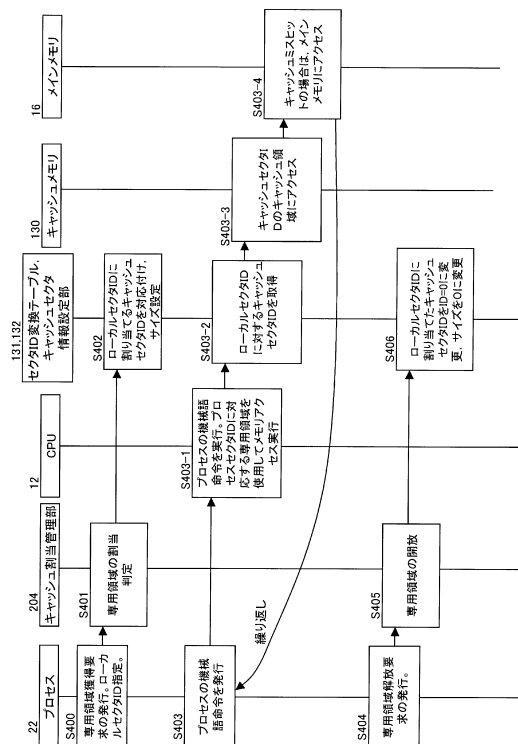 22
プロセス
204
キャッシュ割当管理部
12
CPU
131,132
セクタID変換テーブル、
キャッシュセクタ
情報設定部
130
キャッシュメモリ
16
メインメモリ
S400
専用領域獲得要
求の発行。ローカ
ルセクタID指定。
S401
専用領域の割当
判定
S402
ローカルセクタIDに
割り当てるキャッシュ
セクタIDを対応付け、
サイズ設定
S403
プロセスの機械
語命令を発行
S403-1
プロセスの機械語
命令を実行。プロ
セスセクタIDに対
応する専用領域を
使用してメモリアク
セス実行
S403-2
ローカルセクタID
に対するキャッシュ
セクタIDを取得
S403-3
キャッシュセクタI
Dのキャッシュ領
域にアクセス
S403-4
キャッシュミスヒッ
トの場合は、メイン
メモリにアクセス
繰り返し
S404
専用領域解放要
求の発行。
S405
専用領域の開放
S406
ローカルセクタIDに
割り当てたキャッシュ
セクタIDをID=0に変
更、サイズを0に変更